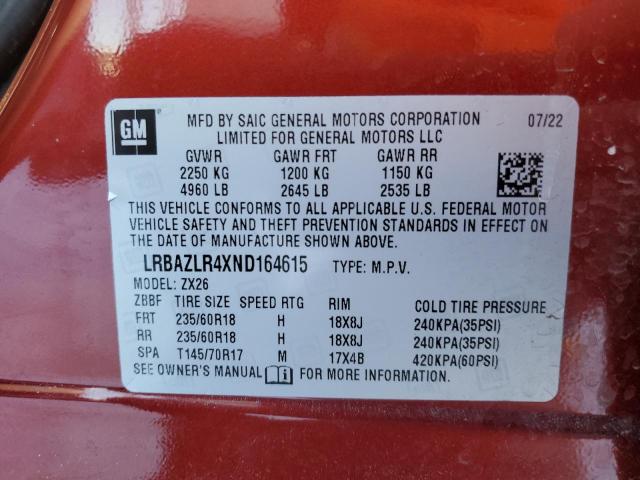 GM
MFD BY SAIC GENERAL MOTORS CORPORATION 07/22
LIMITED FOR GENERAL MOTORS LLC
GVWR GAWR FRT GAWR RR
2250 KG 1200 KG 1150 KG
4960 LB 2645 LB 2535 LB
THIS VEHICLE CONFORMS TO ALL APPLICABLE U.S. FEDERAL MOTOR
VEHICLE SAFETY AND THEFT STANDARDS IN EFFECT ON THE
DATE OF MANUFACTURE SHOWN ABOVE.
LRBAZLR4XND164615 TYPE: M.P.V.
MODEL: ZX26
ZBBF TIRE SIZE SPEED RTG RIM COLD TIRE PRESSURE
FRT 235/60R18 H 18X8J 240KPA(35PSI)
RR 235/60R18 H 18X8J 240KPA(35PSI)
SPA T145/70R17 M 17X4B 420KPA(60PSI)
SEE OWNER'S MANUAL i FOR MORE INFORMATION.